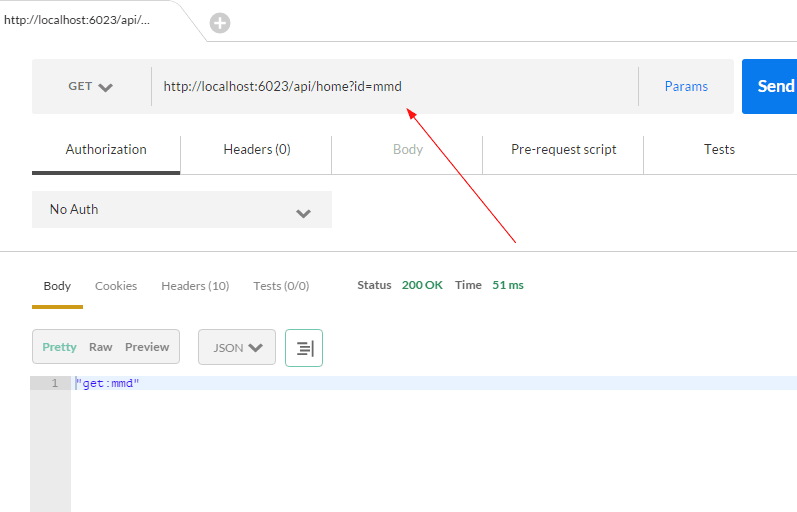 http://localhost:6023/api/...
GET http://localhost:6023/api/home?id=mmd Params Send
Authorization Headers (0) Body Pre-request script Tests
No Auth
Body Cookies Headers (10) Tests (0/0) Status 200 OK Time 51 ms
Pretty Raw Preview JSON
1 "get:mmd"